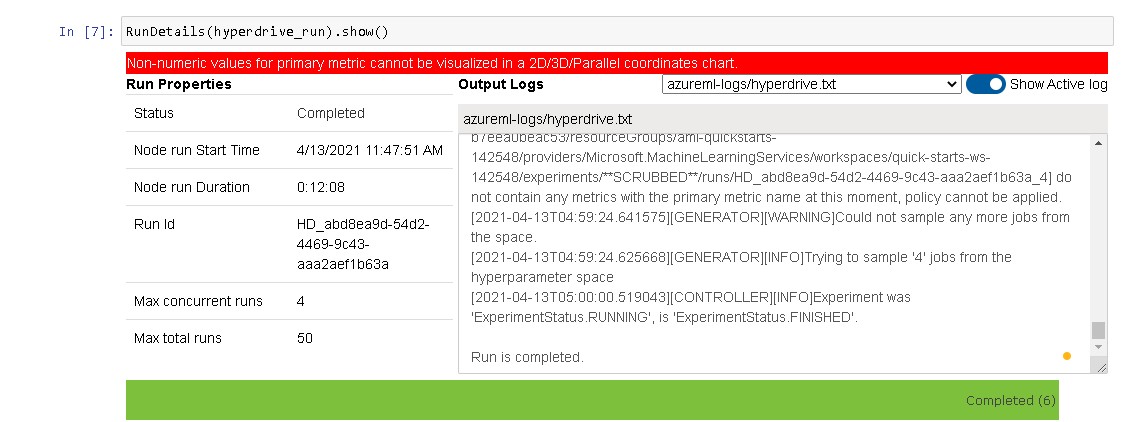 In [7]: RunDetails(hyperdrive_run).show()
Non-numeric values for primary metric cannot be visualized in a 2D/3D/Parallel coordinates chart.
Run Properties
Status Completed
Node run Start Time 4/13/2021 11:47:51 AM
Node run Duration 0:12:08
Run Id HD_abd8ea9d-54d2-
4469-9c43-
aaa2aef1b63a
Max concurrent runs 4
Max total runs 50
Output Logs azureml-logs/hyperdrive.txt Show Active log
azureml-logs/hyperdrive.txt
b7eea0beac53/resourceGroups/aml-quickstarts-
142548/providers/Microsoft.MachineLearningServices/workspaces/quick-starts-ws-
142548/experiments/**SCRUBBED**/runs/HD_abd8ea9d-54d2-4469-9c43-aaa2aef1b63a_4] do
not contain any metrics with the primary metric name at this moment, policy cannot be applied.
[2021-04-13T04:59:24.641575][GENERATOR][WARNING]Could not sample any more jobs from
the space.
[2021-04-13T04:59:24.625668][GENERATOR][INFO]Trying to sample '4' jobs from the
hyperparameter space
[2021-04-13T05:00:00.519043][CONTROLLER][INFO]Experiment was
'ExperimentStatus.RUNNING', is 'ExperimentStatus.FINISHED'.
Run is completed.
Completed (6)